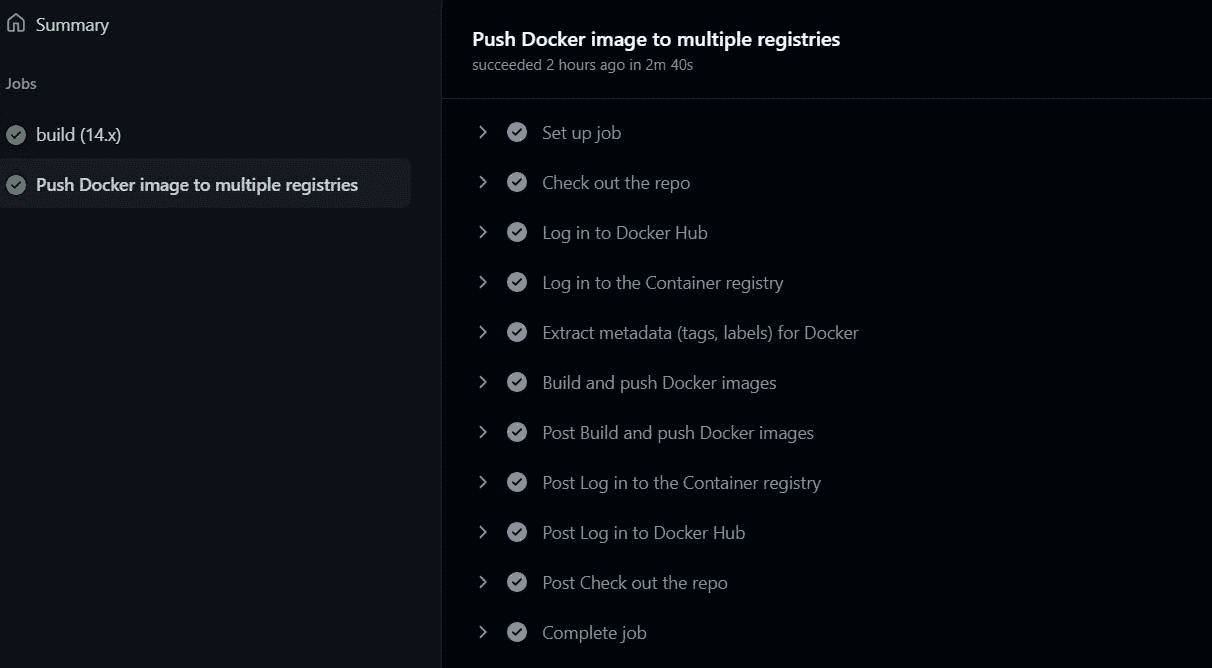 Summary
Jobs
build (14.x)
Push Docker image to multiple registries
Push Docker image to multiple registries
succeeded 2 hours ago in 2m 40s
Set up job
Check out the repo
Log in to Docker Hub
Log in to the Container registry
Extract metadata (tags, labels) for Docker
Build and push Docker images
Post Build and push Docker images
Post Log in to the Container registry
Post Log in to Docker Hub
Post Check out the repo
Complete job